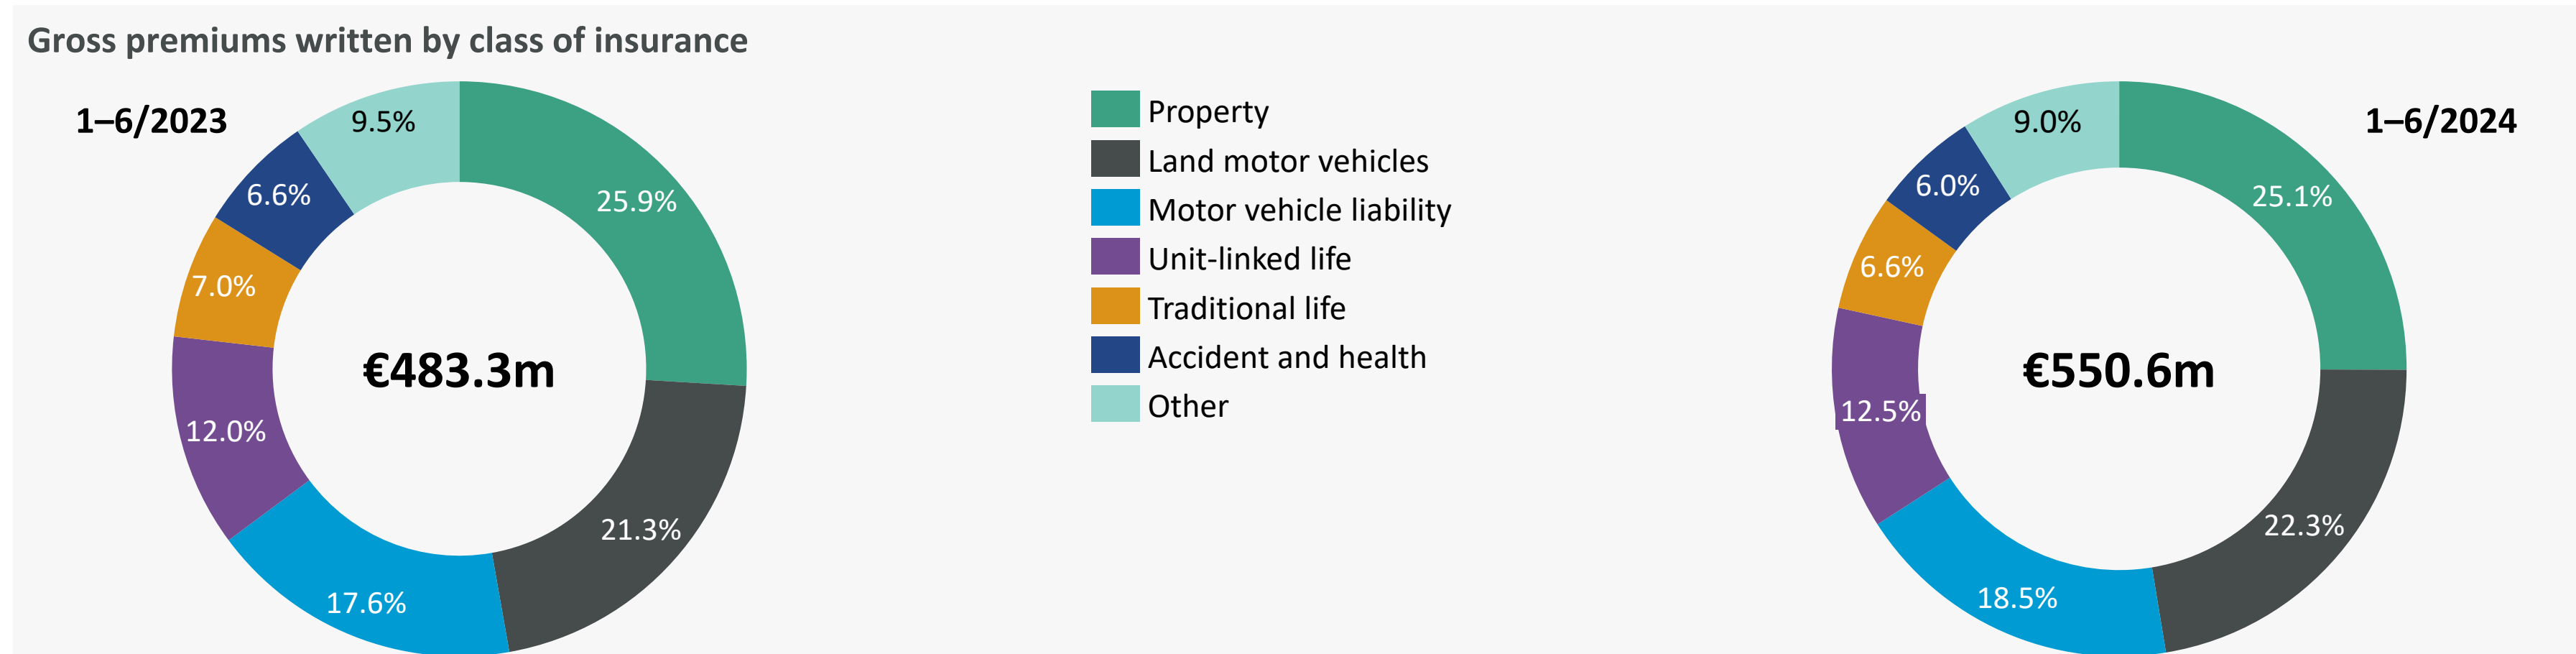 Gross premiums written by class of insurance
1–6/2023
9.5%
25.9%
6.6%
7.0%
€483.3m
12.0%
21.3%
17.6%
Property
Land motor vehicles
Motor vehicle liability
Unit-linked life
Traditional life
Accident and health
Other
1–6/2024
9.0%
25.1%
6.0%
6.6%
€550.6m
12.5%
22.3%
18.5%